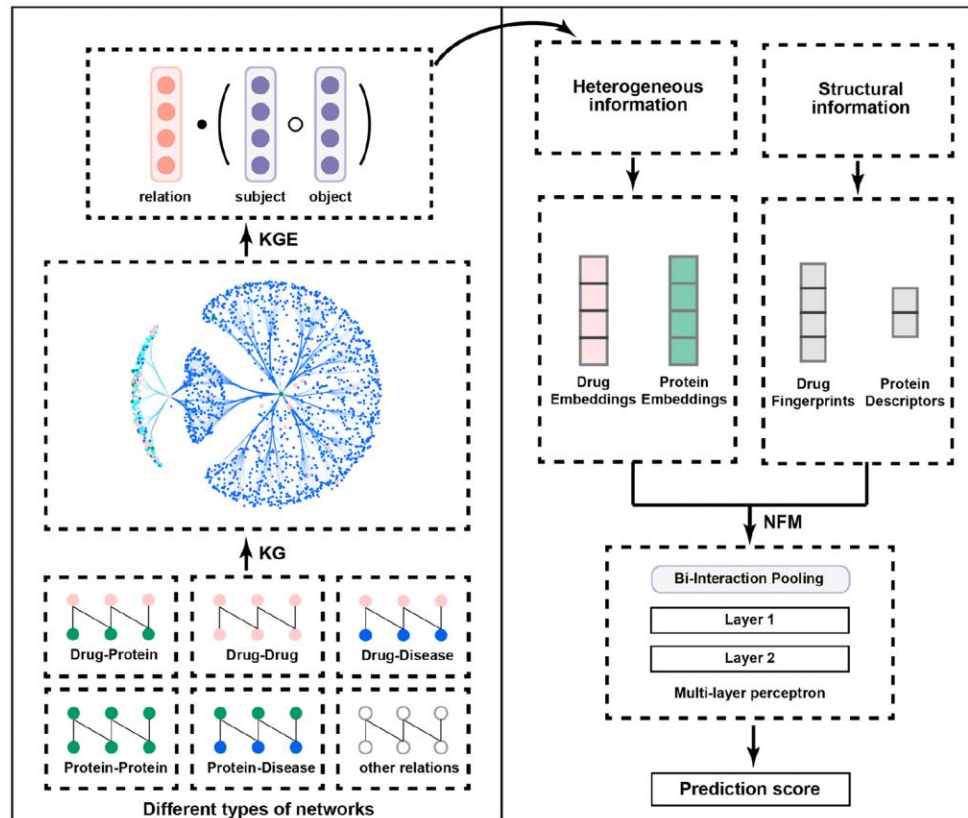 relation
subject
object
KGE
KG
Drug-Protein
Drug-Drug
Drug-Disease
Protein-Protein
Protein-Disease
other relations
Different types of networks
Heterogeneous
information
Structural
information
Drug
Embeddings
Protein
Embeddings
Drug
Fingerprints
Protein
Descriptors
NFM
Bi-Interaction Pooling
Layer 1
Layer 2
Multi-layer perceptron
Prediction score